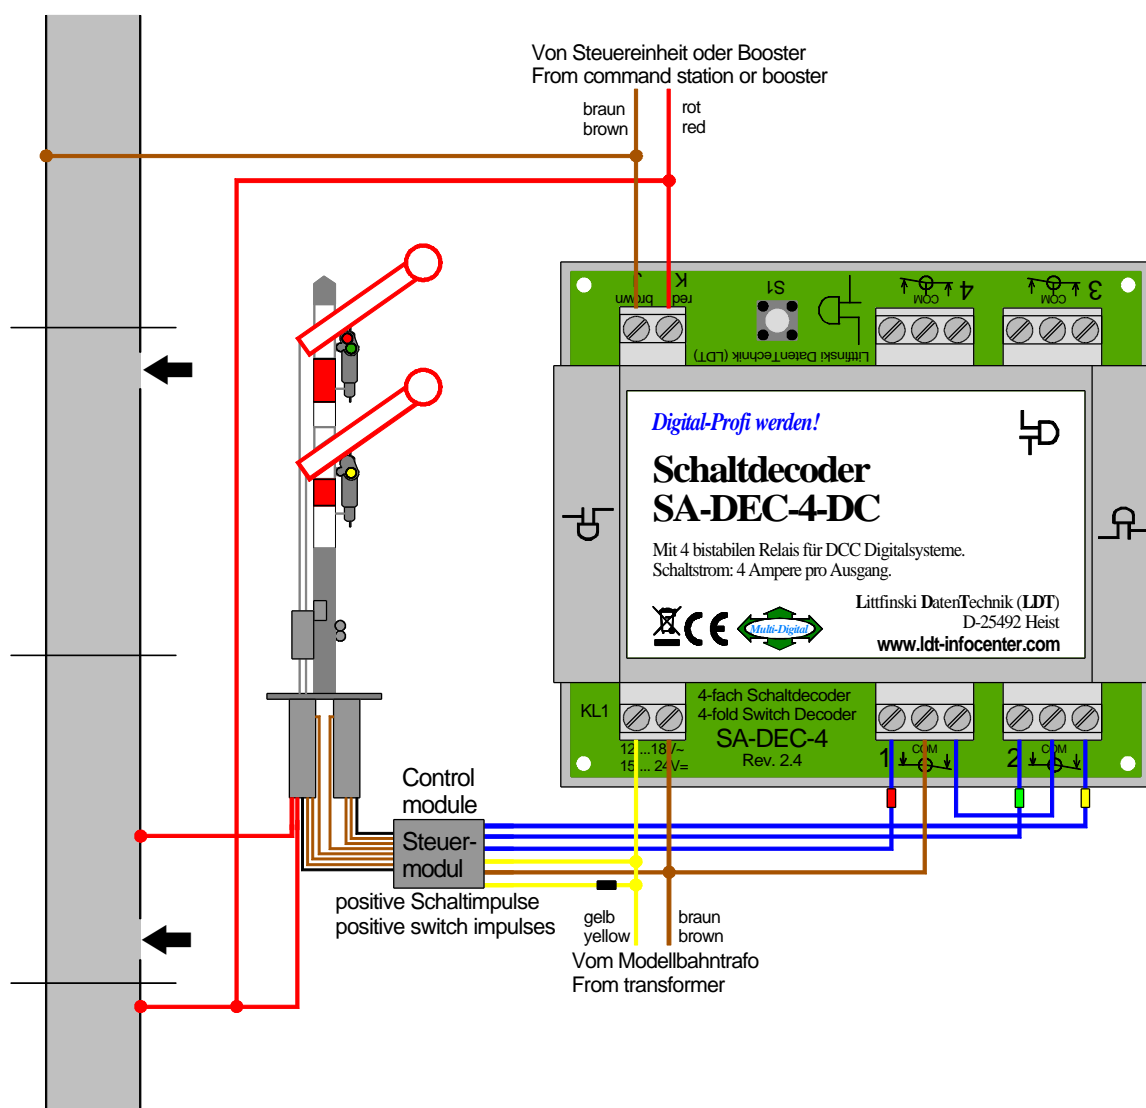 Von Steuereinheit oder Booster
From command station or booster
braun
brown
rot
red
K
brown
red
S1
COM
4
COM
3
Littfinski DatenTechnik (LDT)
Digital-Profi werden!
Schaltdecoder
SA-DEC-4-DC
Mit 4 bistabilen Relais für DCC Digitalsysteme.
Schaltstrom: 4 Ampere pro Ausgang.
Littfinski DatenTechnik (LDT)
D-25492 Heist
www.ldt-infocenter.com
CE
Multi-Digital
KL1
4-fach Schaltdecoder
4-fold Switch Decoder
SA-DEC-4
Rev. 2.4
12...18V~
15... 24V=
1
COM
2
COM
Control
module
Steuer-
modul
positive Schaltimpulse
positive switch impulses
gelb
yellow
braun
brown
Vom Modellbahntrafo
From transformer